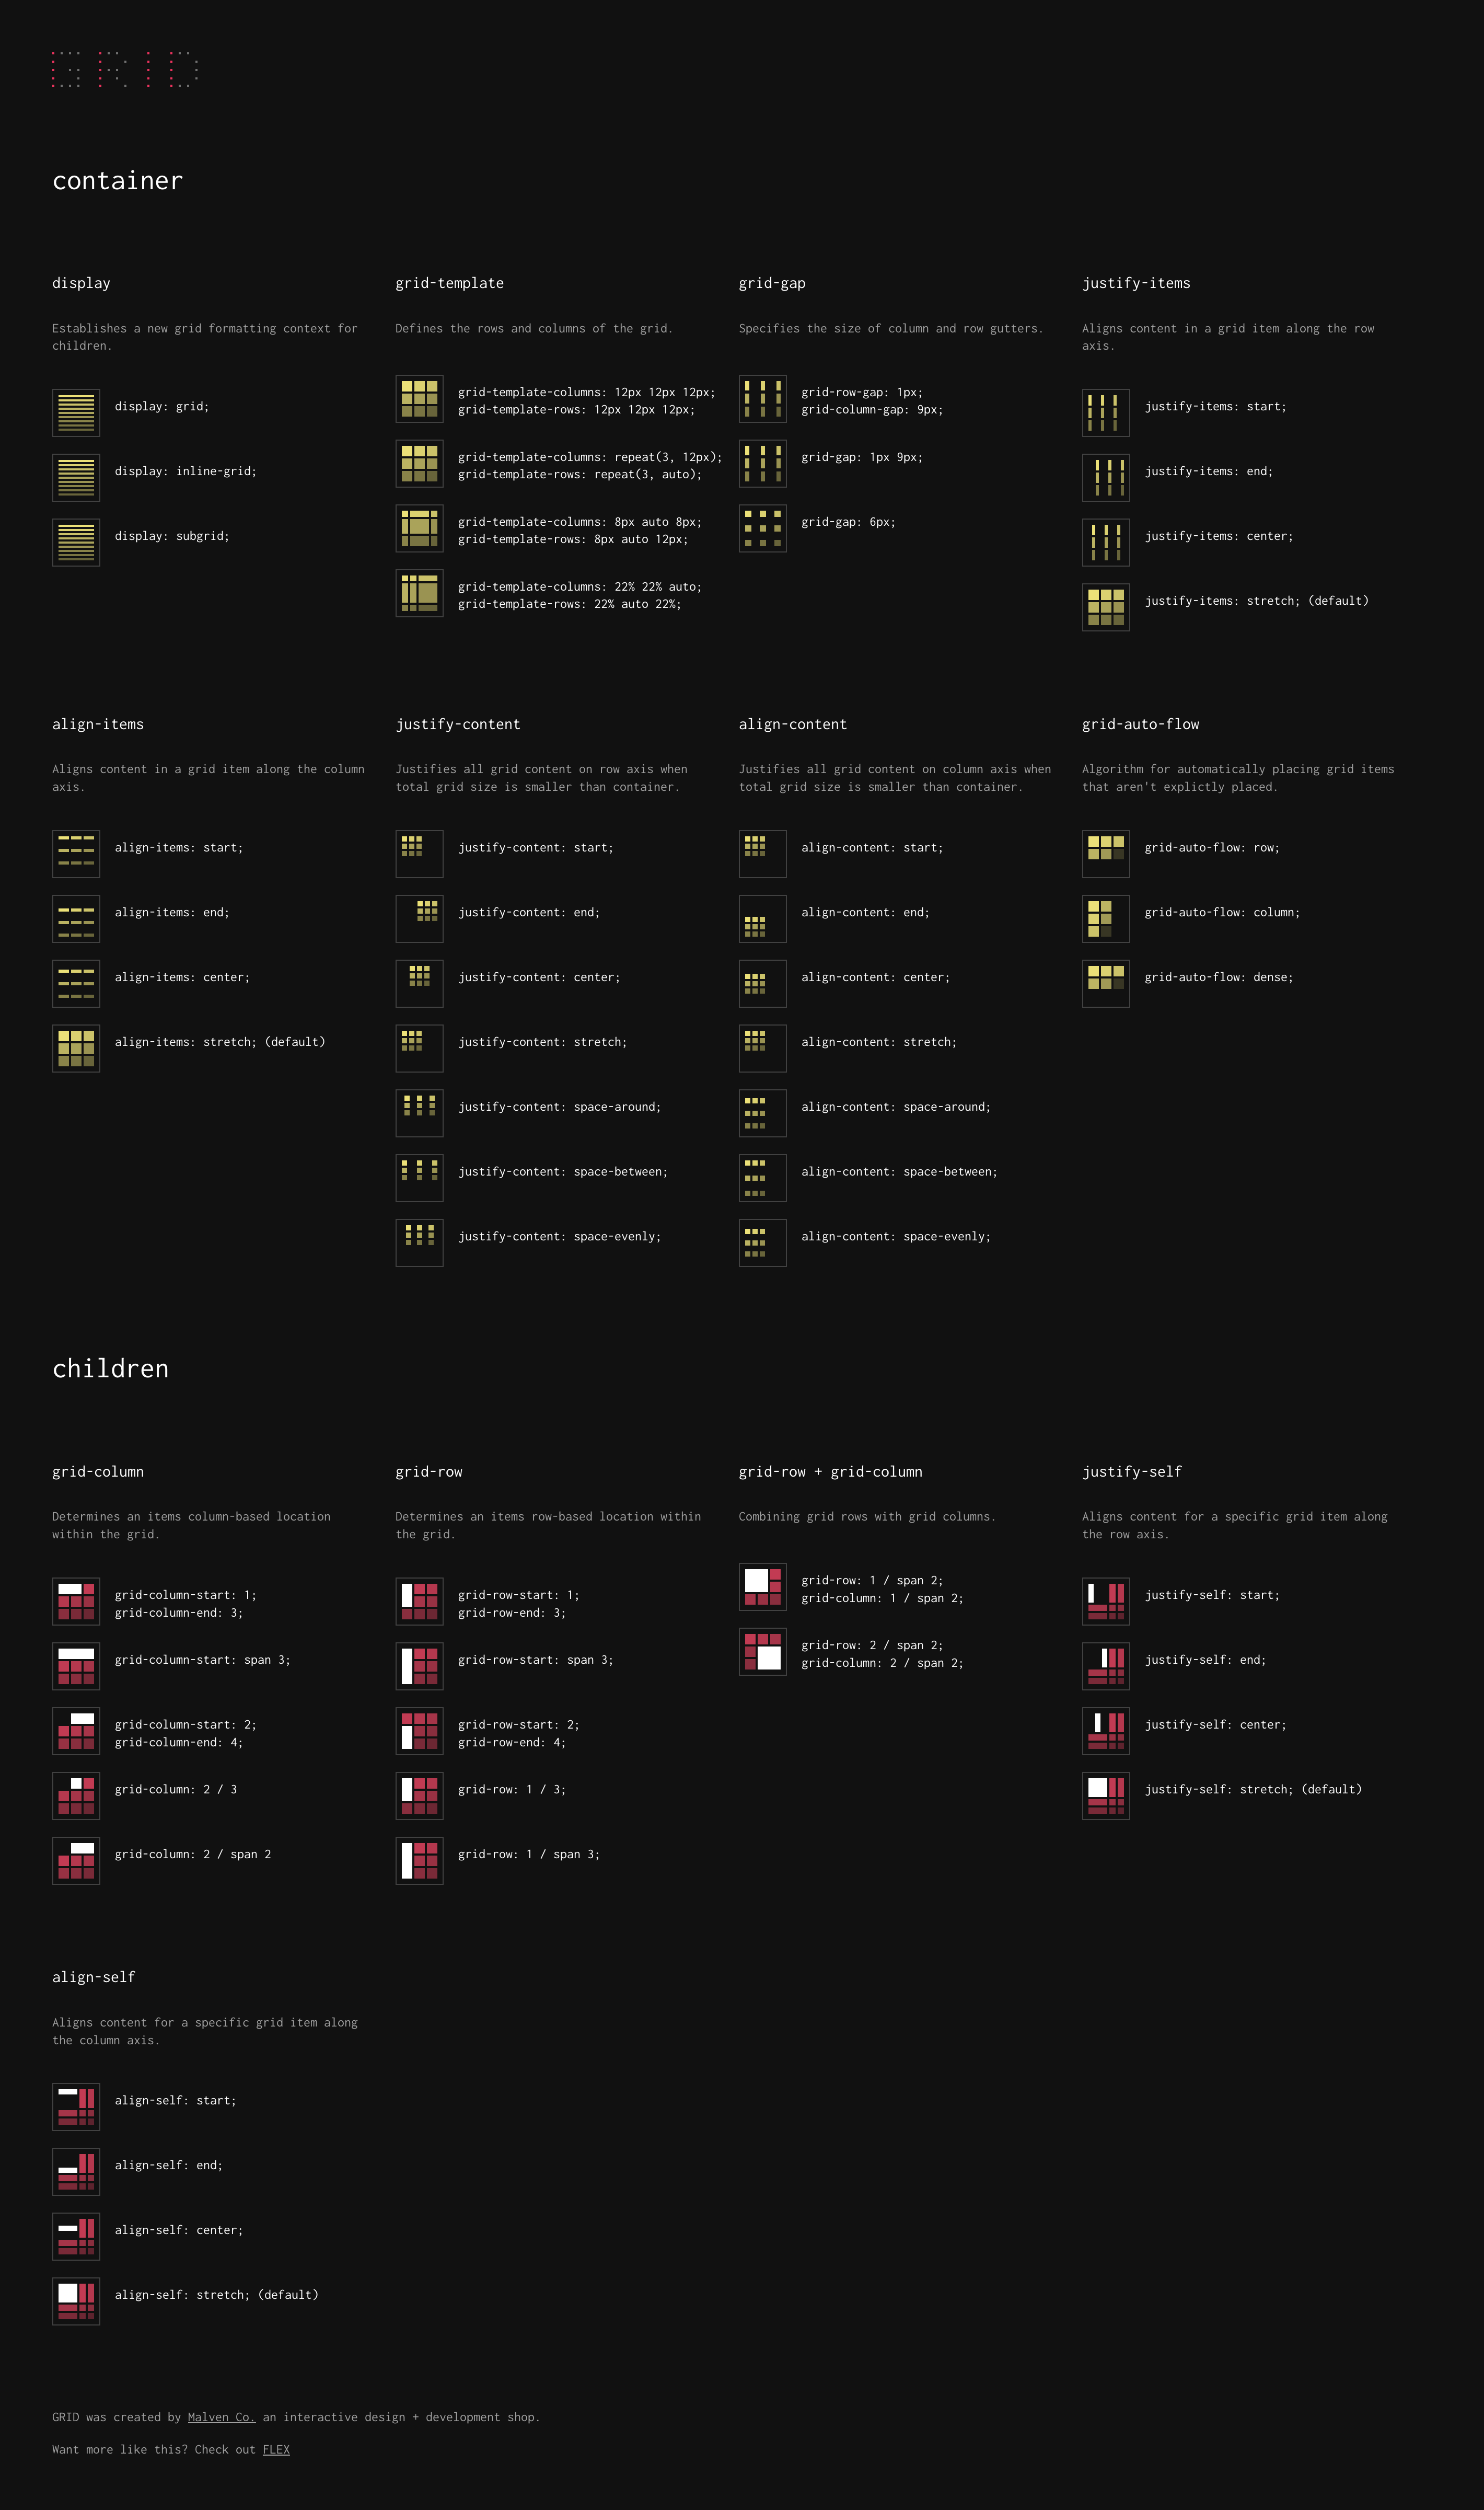 GRID
container
display
Establishes a new grid formatting context for
children.
display: grid;
display: inline-grid;
display: subgrid;
grid-template
Defines the rows and columns of the grid.
grid-template-columns: 12px 12px 12px;
grid-template-rows: 12px 12px 12px;
grid-template-columns: repeat(3, 12px);
grid-template-rows: repeat(3, auto);
grid-template-columns: 8px auto 8px;
grid-template-rows: 8px auto 12px;
grid-template-columns: 22% 22% auto;
grid-template-rows: 22% auto 22%;
grid-gap
Specifies the size of column and row gutters.
grid-row-gap: 1px;
grid-column-gap: 9px;
grid-gap: 1px 9px;
grid-gap: 6px;
justify-items
Aligns content in a grid item along the row
axis.
justify-items: start;
justify-items: end;
justify-items: center;
justify-items: stretch; (default)
align-items
Aligns content in a grid item along the column
axis.
align-items: start;
align-items: end;
align-items: center;
align-items: stretch; (default)
justify-content
Justifies all grid content on row axis when
total grid size is smaller than container.
justify-content: start;
justify-content: end;
justify-content: center;
justify-content: stretch;
justify-content: space-around;
justify-content: space-between;
justify-content: space-evenly;
align-content
Justifies all grid content on column axis when
total grid size is smaller than container.
align-content: start;
align-content: end;
align-content: center;
align-content: stretch;
align-content: space-around;
align-content: space-between;
align-content: space-evenly;
grid-auto-flow
Algorithm for automatically placing grid items
that aren't explictly placed.
grid-auto-flow: row;
grid-auto-flow: column;
grid-auto-flow: dense;
children
grid-column
Determines an items column-based location
within the grid.
grid-column-start: 1;
grid-column-end: 3;
grid-column-start: span 3;
grid-column-start: 2;
grid-column-end: 4;
grid-column: 2 / 3
grid-column: 2 / span 2
grid-row
Determines an items row-based location within
the grid.
grid-row-start: 1;
grid-row-end: 3;
grid-row-start: span 3;
grid-row-start: 2;
grid-row-end: 4;
grid-row: 1 / 3;
grid-row: 1 / span 3;
grid-row + grid-column
Combining grid rows with grid columns.
grid-row: 1 / span 2;
grid-column: 1 / span 2;
grid-row: 2 / span 2;
grid-column: 2 / span 2;
justify-self
Aligns content for a specific grid item along
the row axis.
justify-self: start;
justify-self: end;
justify-self: center;
justify-self: stretch; (default)
align-self
Aligns content for a specific grid item along
the column axis.
align-self: start;
align-self: end;
align-self: center;
align-self: stretch; (default)
GRID was created by Malven Co. an interactive design + development shop.
Want more like this? Check out FLEX